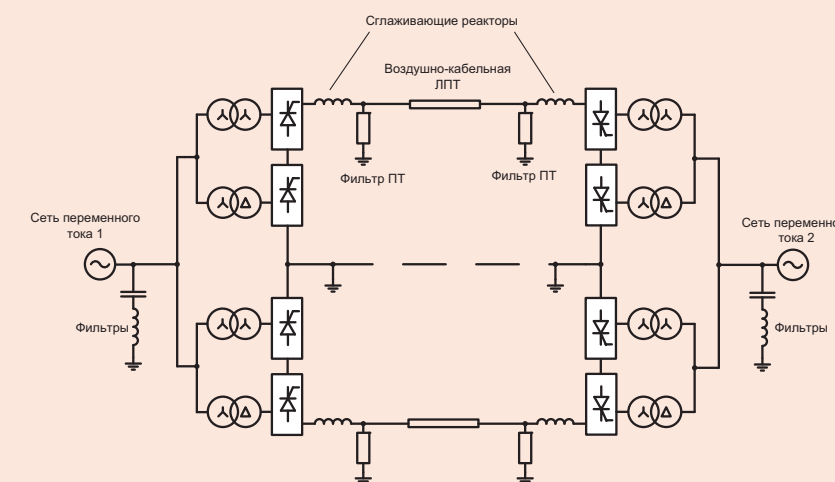 Сглаживающие реакторы
Воздушно-кабельная
ЛПТ
Фильтр ПТ
Фильтр ПТ
Сеть переменного
тока 1
Сеть переменно
тока 2
Фильтры
Фильтры